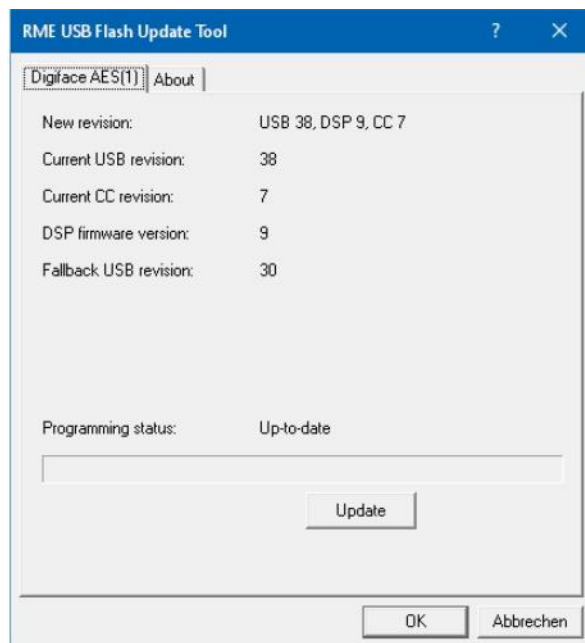 RME USB Flash Update Tool ? ×
Digiface AES(1) About
New revision: USB 38, DSP 9, CC 7
Current USB revision: 38
Current CC revision: 7
DSP firmware version: 9
Fallback USB revision: 30
Programming status: Up-to-date
Update
OK Abbrechen